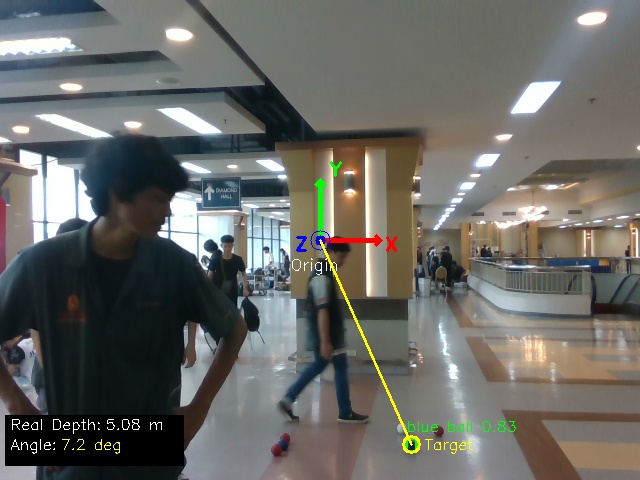 DIAMOND
HALL
Y
Z
X
Origin
blue ball 0.83
Target
Real Depth: 5.08 m
Angle: 7.2 deg